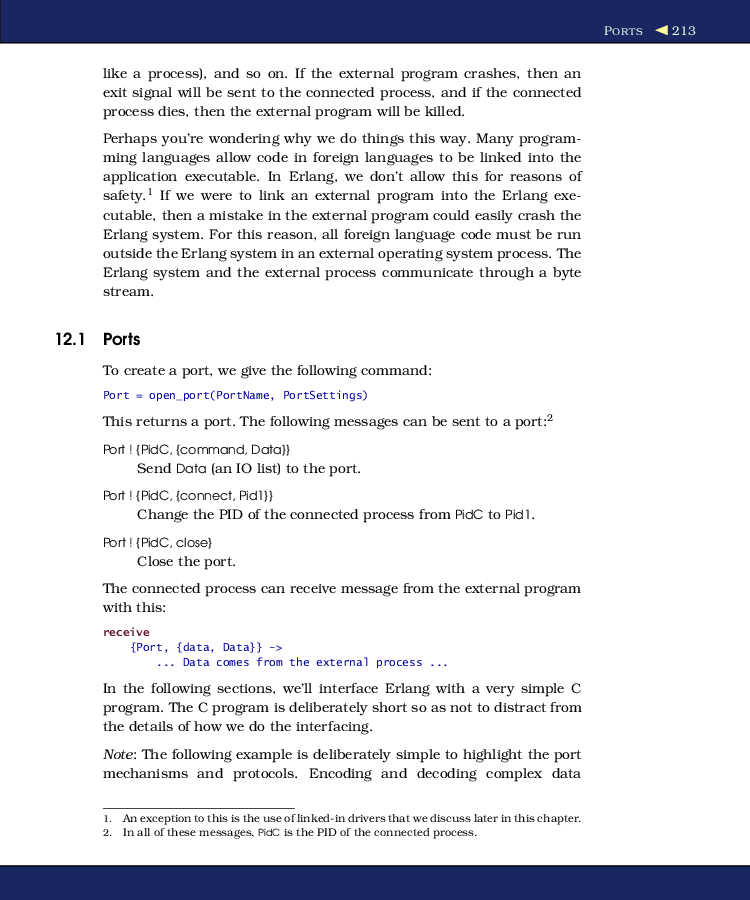 PORTS ◀ 213
like a process), and so on. If the external program crashes, then an
exit signal will be sent to the connected process, and if the connected
process dies, then the external program will be killed.
Perhaps you're wondering why we do things this way. Many program-
ming languages allow code in foreign languages to be linked into the
application executable. In Erlang, we don't allow this for reasons of
safety.1 If we were to link an external program into the Erlang exe-
cutable, then a mistake in the external program could easily crash the
Erlang system. For this reason, all foreign language code must be run
outside the Erlang system in an external operating system process. The
Erlang system and the external process communicate through a byte
stream.
12.1 Ports
To create a port, we give the following command:
Port = open_port(PortName, PortSettings)
This returns a port. The following messages can be sent to a port:2
Port ! {PidC, {command, Data}}
Send Data (an IO list) to the port.
Port ! {PidC, {connect, Pid1}}
Change the PID of the connected process from PidC to Pid1.
Port ! {PidC, close}
Close the port.
The connected process can receive message from the external program
with this:
receive
{Port, {data, Data}} ->
... Data comes from the external process ...
In the following sections, we'll interface Erlang with a very simple C
program. The C program is deliberately short so as not to distract from
the details of how we do the interfacing.
Note: The following example is deliberately simple to highlight the port
mechanisms and protocols. Encoding and decoding complex data
1. An exception to this is the use of linked-in drivers that we discuss later in this chapter.
2. In all of these messages, PidC is the PID of the connected process.